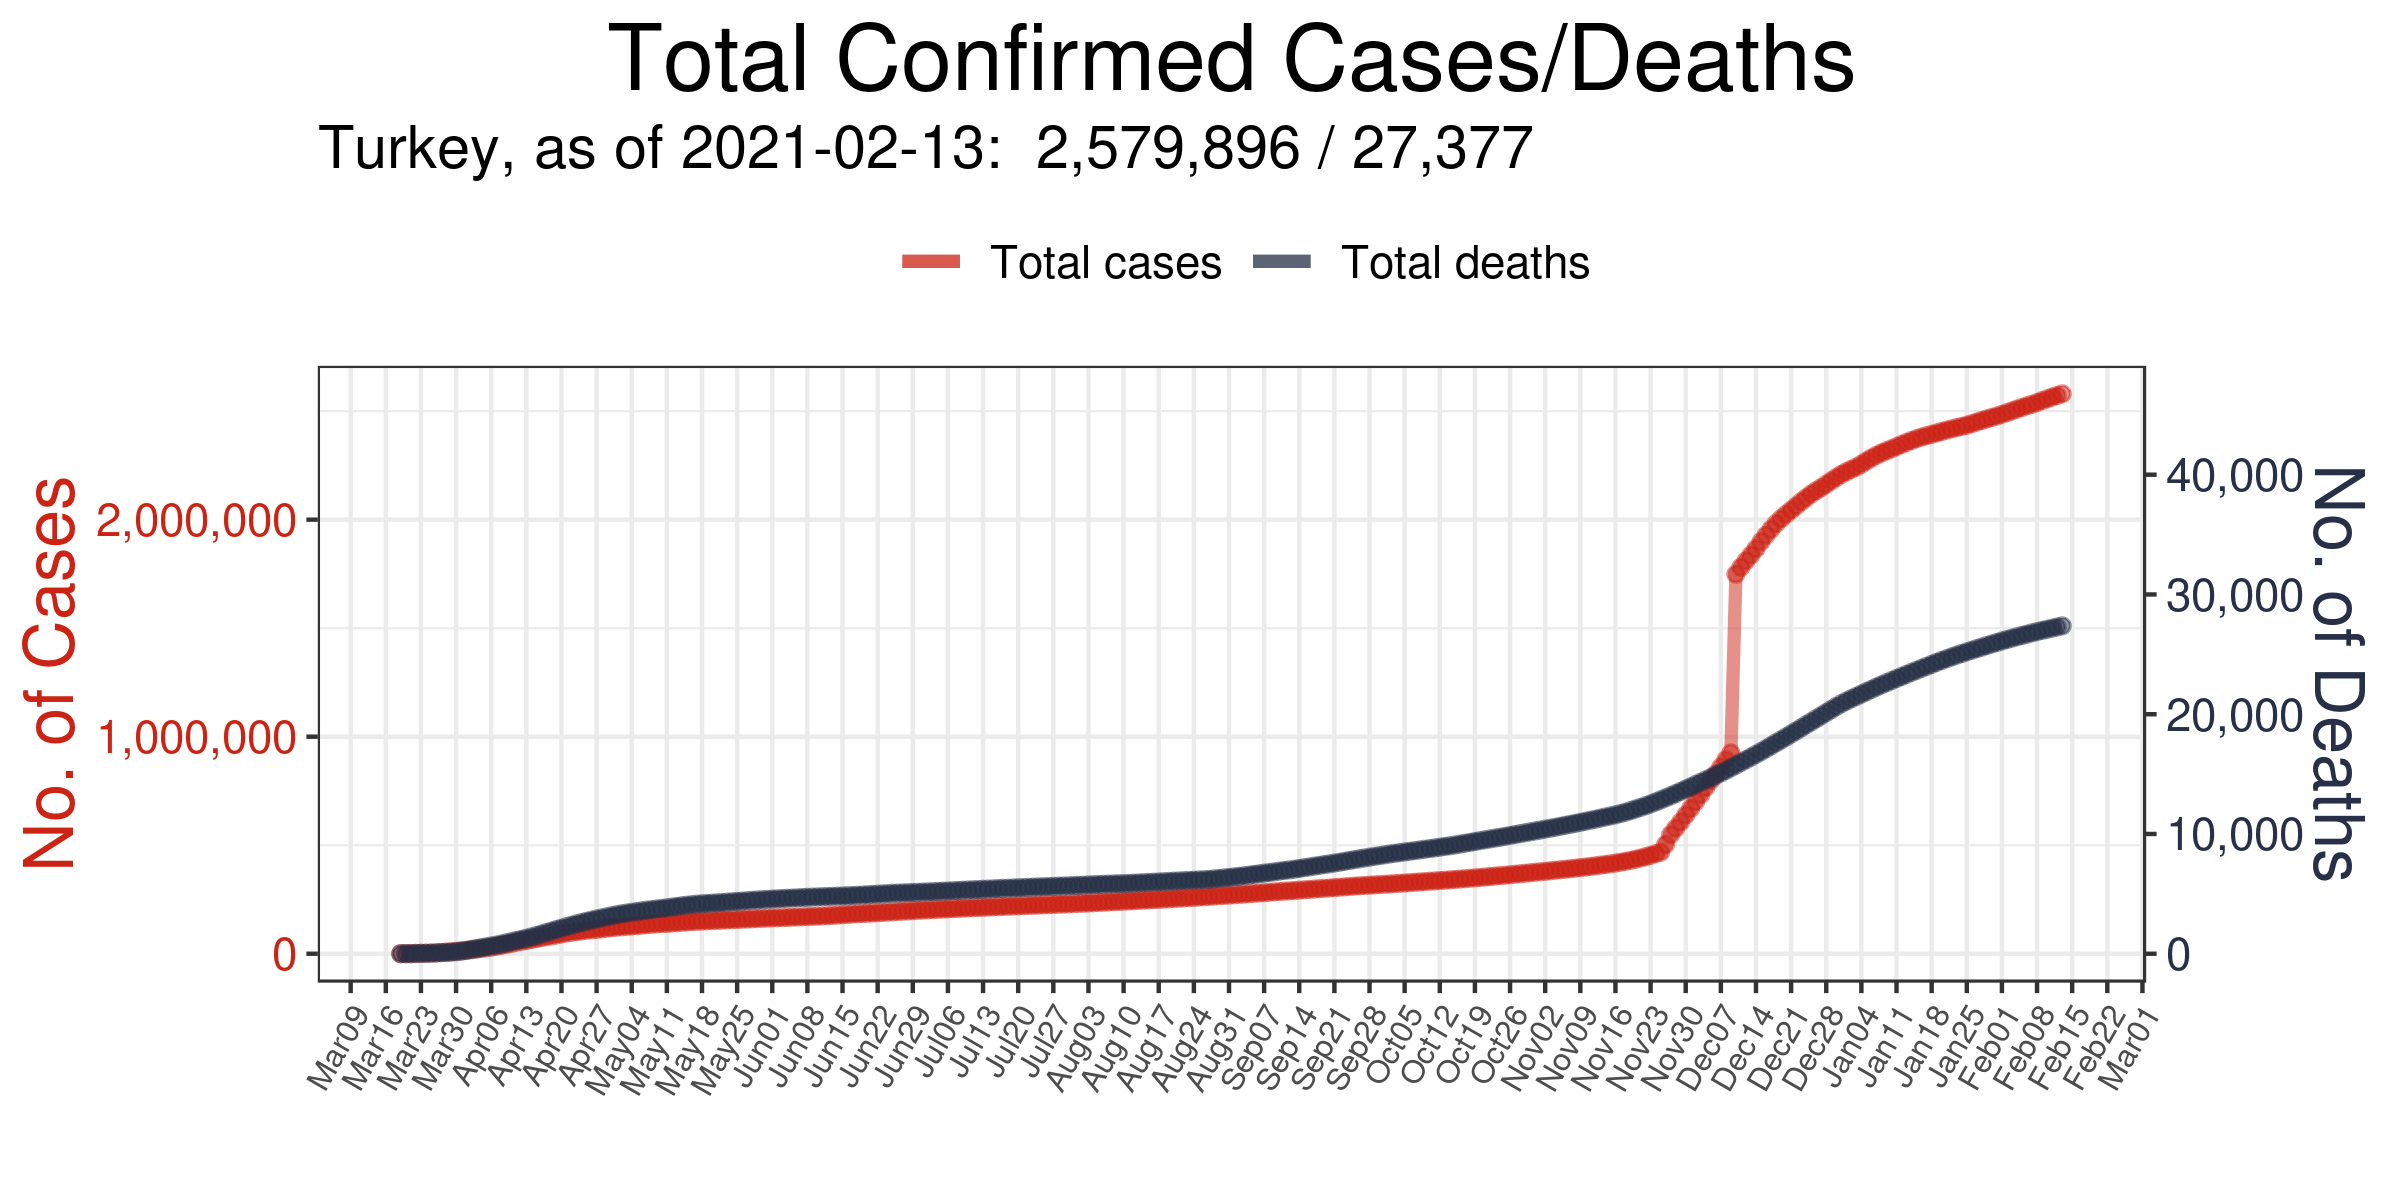 Total Confirmed Cases/Deaths
Turkey, as of 2021-02-13:  2,579,896 / 27,377
Total cases
Total deaths
No. of Cases
2,000,000
1,000,000
0
40,000
30,000
20,000
10,000
0
No. of Deaths
Mar09
Mar16
Mar23
Mar30
Apr06
Apr13
Apr20
Apr27
May04
May11
May18
May25
Jun01
Jun08
Jun15
Jun22
Jun29
Jul06
Jul13
Jul20
Jul27
Aug03
Aug10
Aug17
Aug24
Aug31
Sep07
Sep14
Sep21
Sep28
Oct05
Oct12
Oct19
Oct26
Nov02
Nov09
Nov16
Nov23
Nov30
Dec07
Dec14
Dec21
Dec28
Jan04
Jan11
Jan18
Jan25
Feb01
Feb08
Feb15
Feb22
Mar01